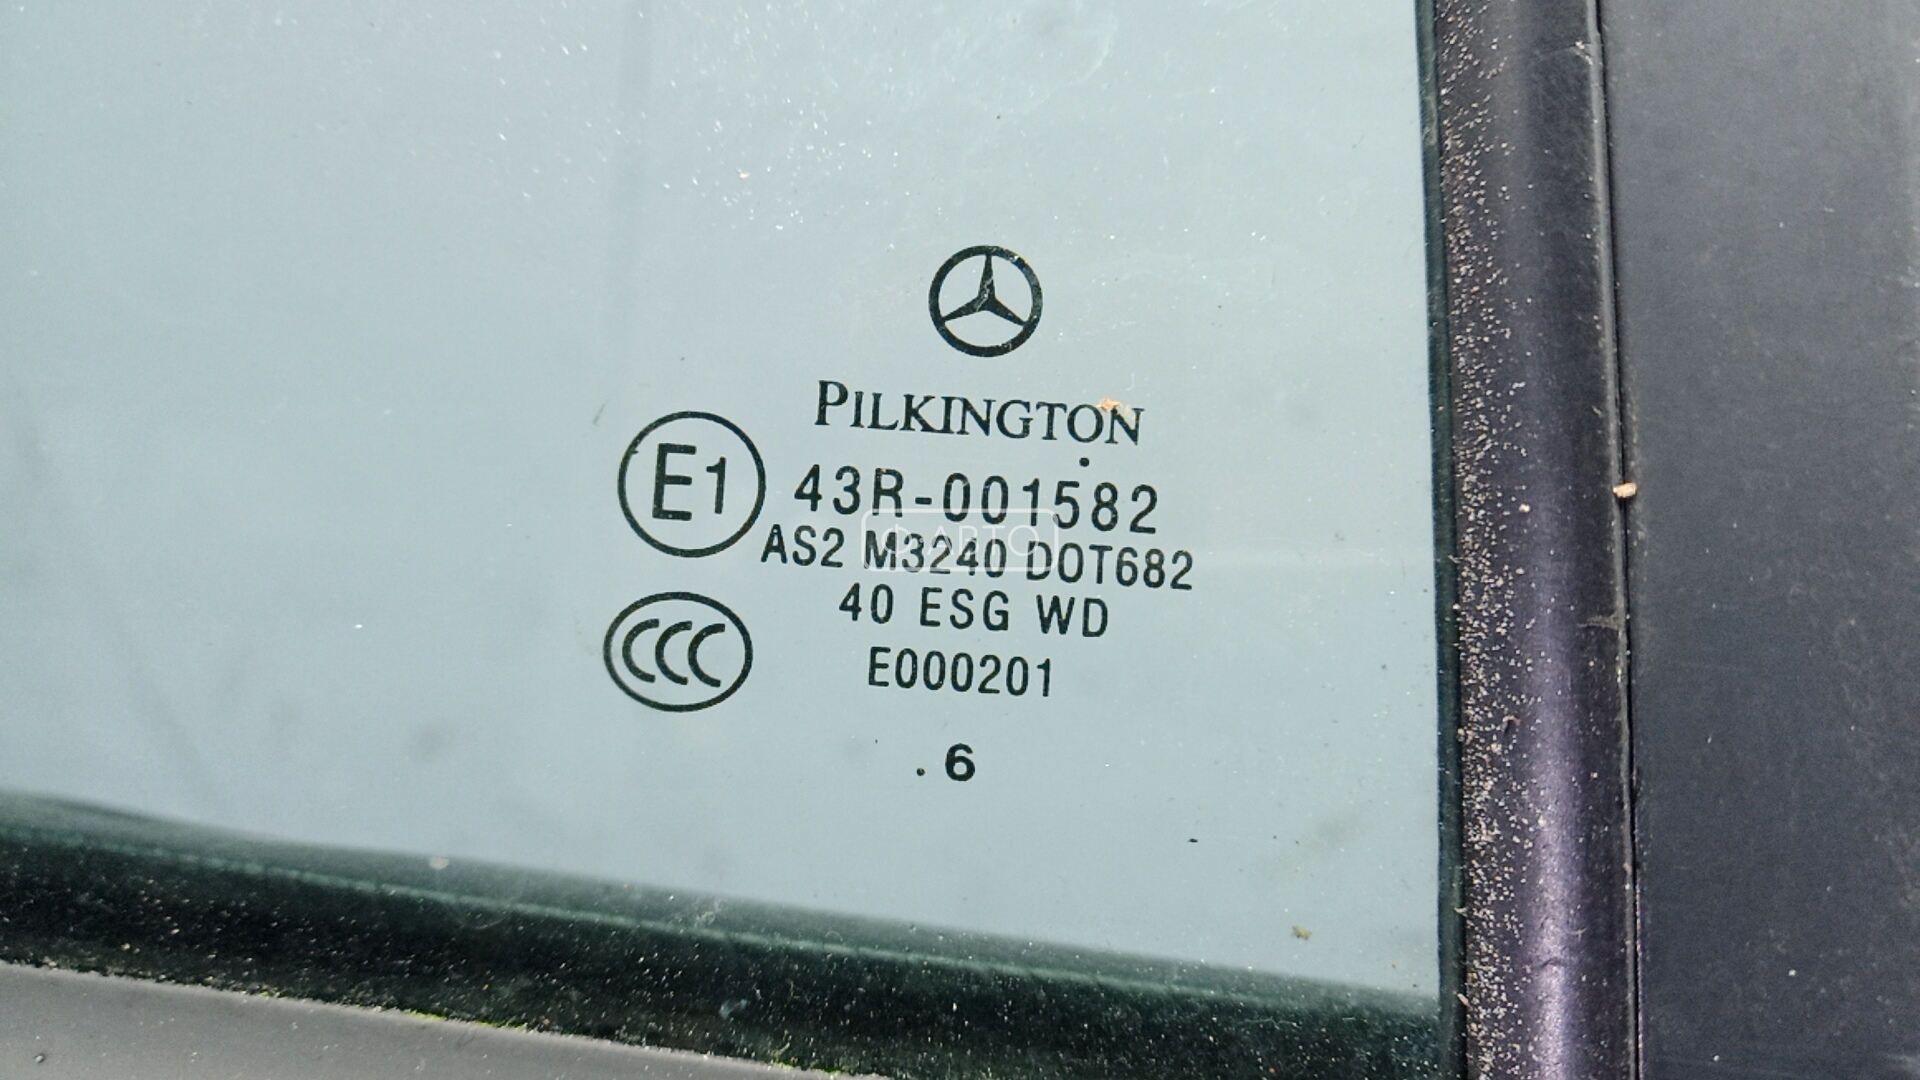 PILKINGTON
E1
43R-001582
AS2 M3240 DOT682
40 ESG WD
CCC
E000201
. 6